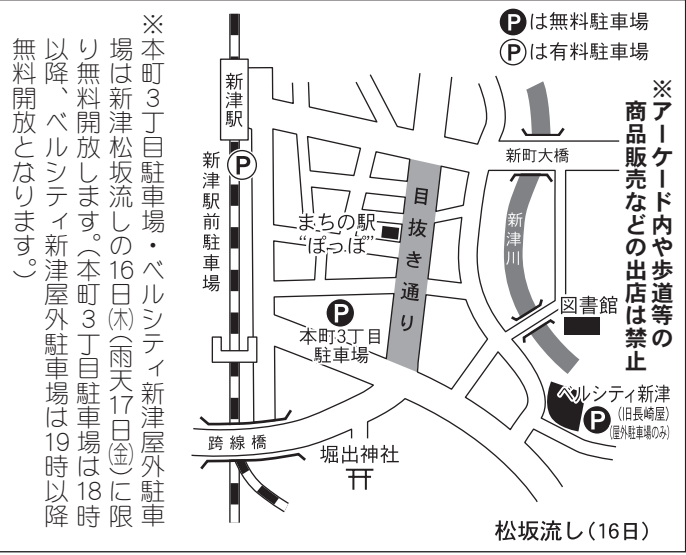 Ⓟは無料駐車場
Ⓟは有料駐車場
※アーケード内や歩道等の
商品販売などの出店は禁止
※本町3丁目駐車場・ベルシティ新津屋外駐車
場は新津松坂流しの16日㈭(雨天17日㈮)に限
り無料開放します。(本町3丁目駐車場は18時
以降、ベルシティ新津屋外駐車場は19時以降
無料開放となります。)
新津駅
P
新津駅前駐車場
新町大橋
新津川
目抜き通り
まちの駅
“ぽっぽ”
図書館
P
本町3丁目
駐車場
ベルシティ新津
P
(旧長崎屋)
(屋外駐車場のみ)
跨線橋
堀出神社
松坂流し(16日)